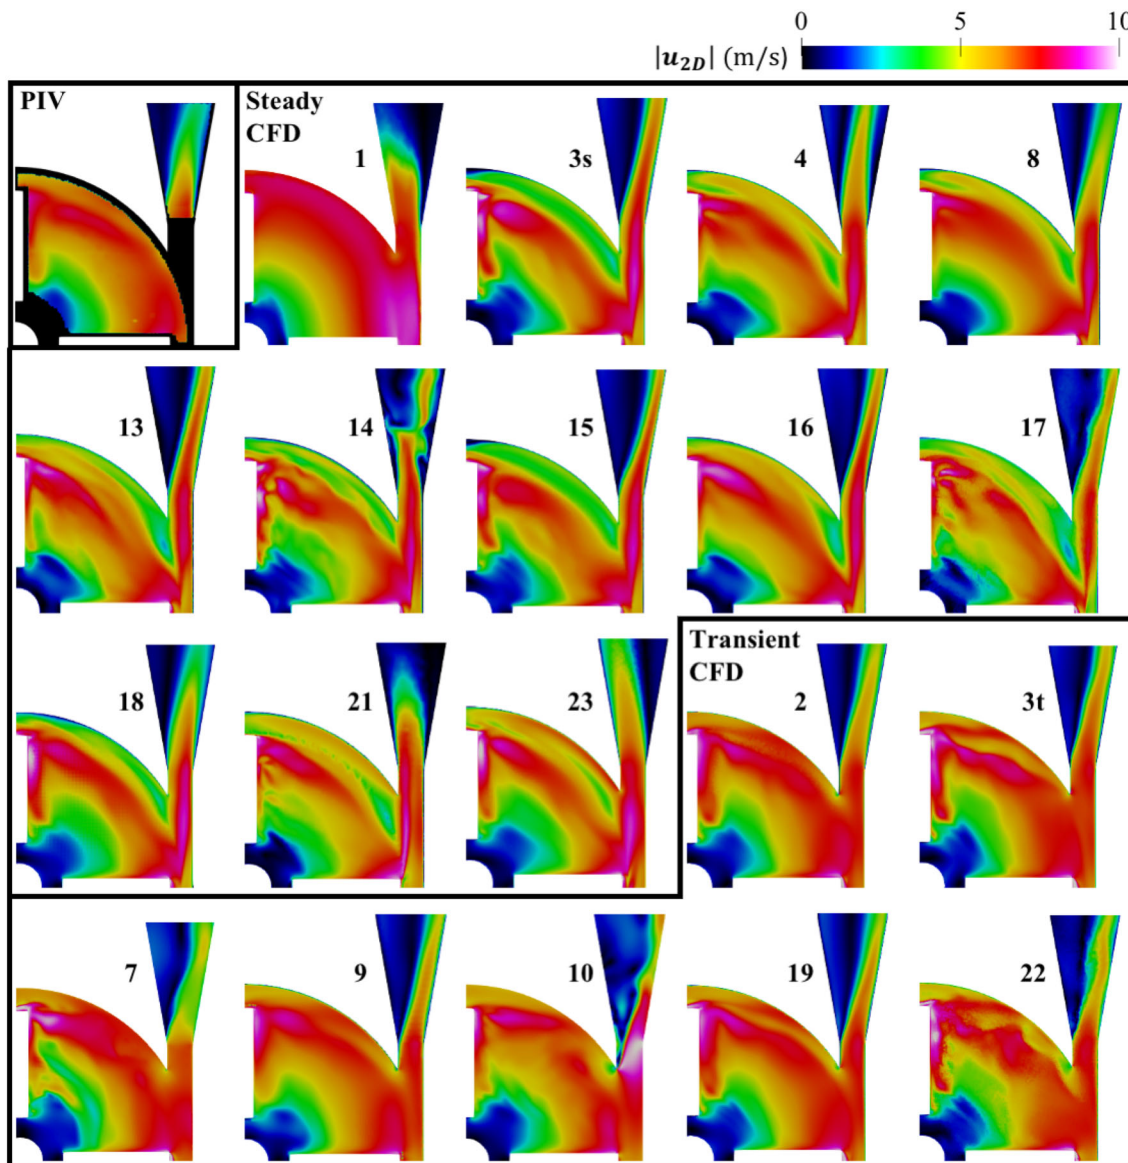 0 5 10
|u2D| (m/s)
PIV
Steady
CFD
1 3s 4 8
13 14 15 16 17
18 21 23
Transient
CFD
2 3t
7 9 10 19 22